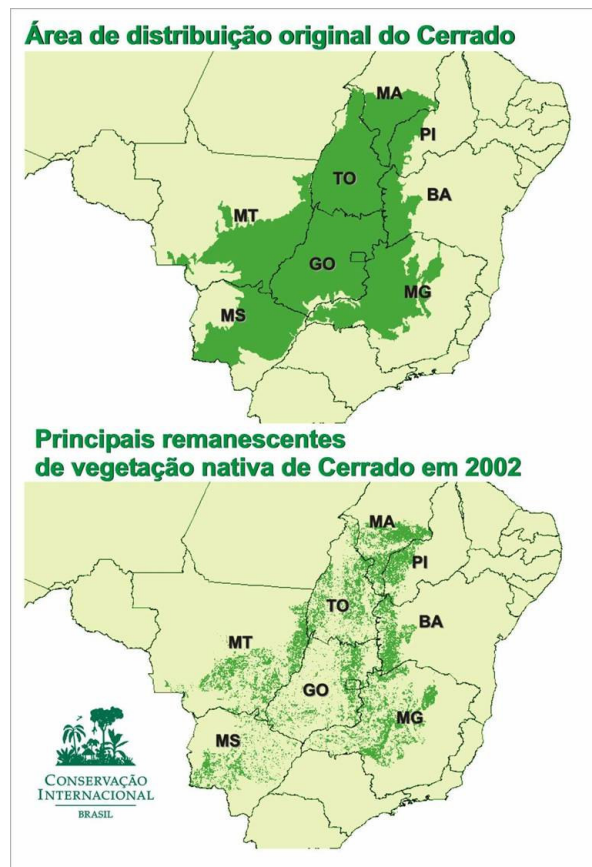 Área de distribuição original do Cerrado
MA
PI
TO
BA
MT
GO
MG
MS
Principais remanescentes
de vegetação nativa de Cerrado em 2002
MA
PI
TO
BA
MT
GO
MG
MS
CONSERVAÇÃO
INTERNACIONAL
BRASIL